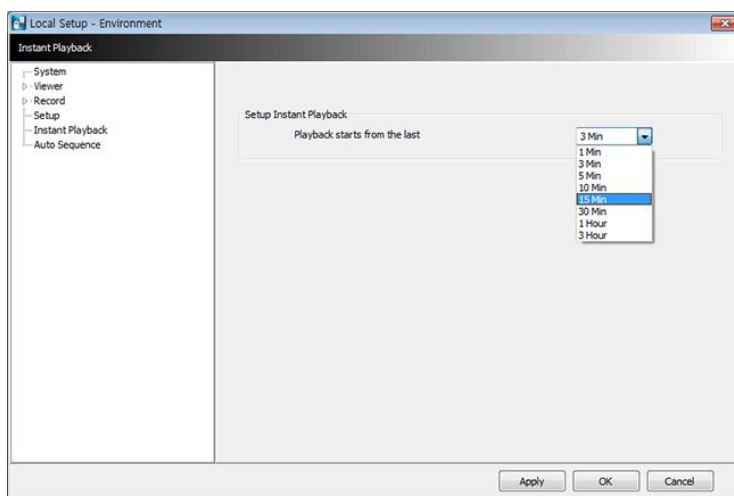 Local Setup - Environment
Instant Playback
System
Viewer
Record
Setup
Instant Playback
Auto Sequence
Setup Instant Playback
Playback starts from the last
3 Min
1 Min
3 Min
5 Min
10 Min
15 Min
30 Min
1 Hour
3 Hour
Apply
OK
Cancel